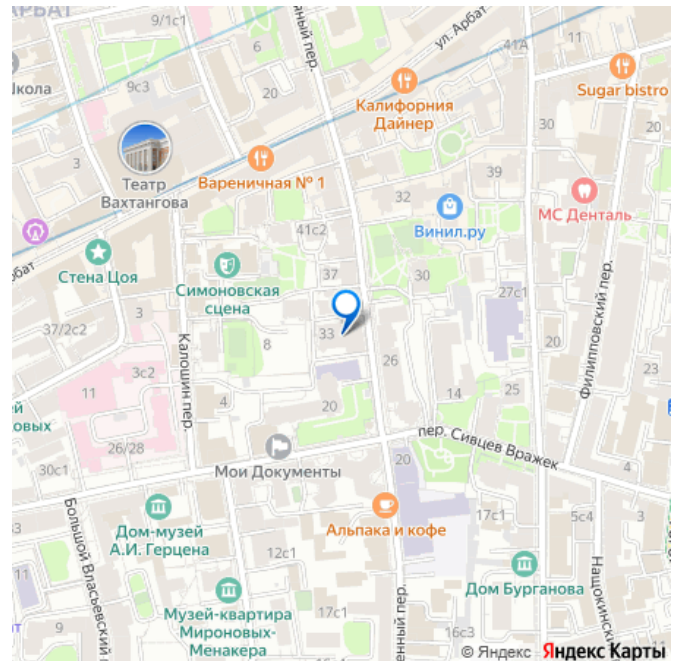 АРБАТ
9/1с1
ул. Арбат
41А
6
20
9с3
Школа
Калифорния
Дайнер
Sugar bistro
30
3
Театр
Вахтангова
Вареничная № 1
39
32
МС Денталь
Винил.ру
41с2
Стена Цоя
Симоновская
сцена
37
30
27с1
Филипповский пер.
3
37/2с2
33
8
20
Калошин пер.
3с2
26
23
11
4
14
25
20
26/28
пер. Сивцев Вражек
30с1
Мои Документы
20
4
Большой Власьевский
Альпака и кофе
17с1
5с4
3
Дом-музей
А.И. Герцена
12с1
Дом Бурганова
Музей-квартира
Мироновых-
Менакера
17с1
9
16с3
© Яндекс Яндекс Карты